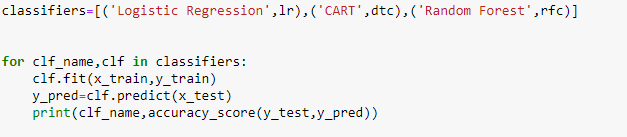 classifiers=[('Logistic Regression',lr),('CART',dtc),('Random Forest',rfc)]
for clf_name,clf in classifiers:
    clf.fit(x_train,y_train)
    y_pred=clf.predict(x_test)
    print(clf_name,accuracy_score(y_test,y_pred))